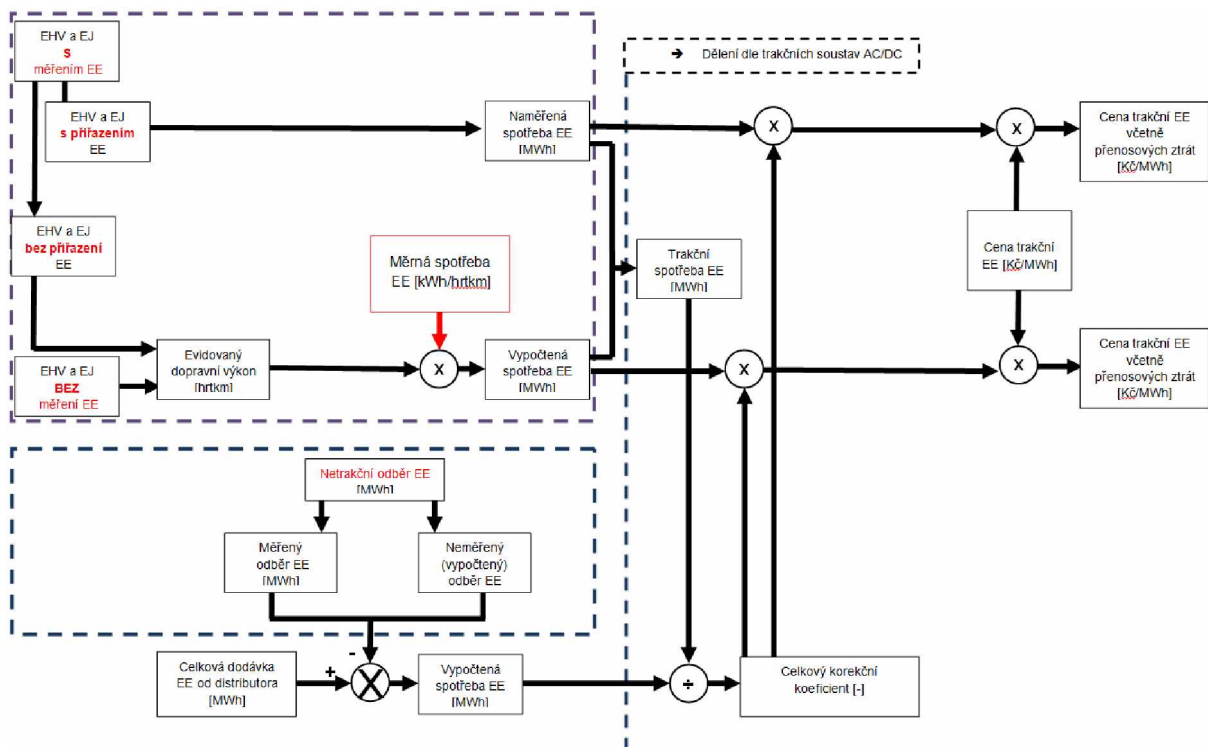 EHV a EJ
S
měřením EE
➔ Dělení dle trakčních soustav AC/DC
EHV a EJ
s přiřazením
EE
Naměřená
spotřeba EE
[MWh]
X
X
Cena trakční EE
včetně
přenosových ztrát
[Kč/MWh]
EHV a EJ
bez přiřazení
EE
Měrná spotřeba
EE [kWh/hrtkm]
Trakční
spotřeba EE
[MWh]
Cena trakční
EE [Kč/MWh]
EHV a EJ
BEZ
měření EE
Evidovaný
dopravní výkon
[hrtkm]
X
Vypočtená
spotřeba EE
[MWh]
X
X
Cena trakční EE
včetně
přenosových ztrát
[Kč/MWh]
Netrakční odběr EE
[MWh]
Měřený
odběr EE
[MWh]
Neměřený
(vypočtený)
odběr EE
Celková dodávka
EE od distributora
[MWh]
+
-
X
Vypočtená
spotřeba EE
[MWh]
÷
Celkový korekční
koeficient [-]